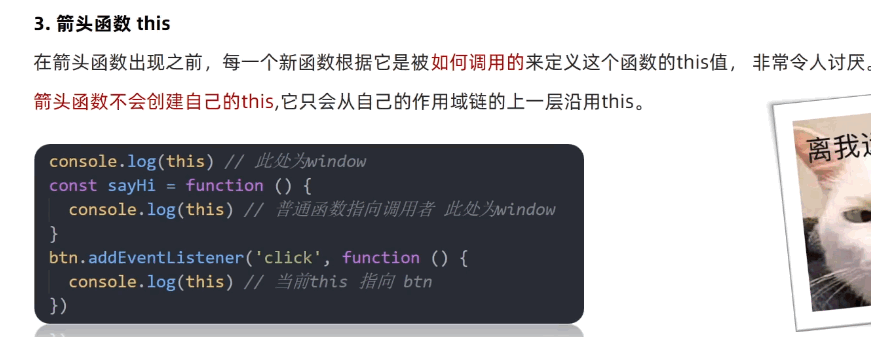 3. 箭头函数 this
在箭头函数出现之前，每一个新函数根据它是被如何调用的来定义这个函数的this值， 非常令人讨厌。
箭头函数不会创建自己的this,它只会从自己的作用域链的上一层沿用this。
离我
console.log(this) // 此处为window
const sayHi = function () {
console.log(this) // 普通函数指向调用者 此处为window
}
btn.addEventListener('click', function () {
console.log(this) // 当前this 指向 btn
})